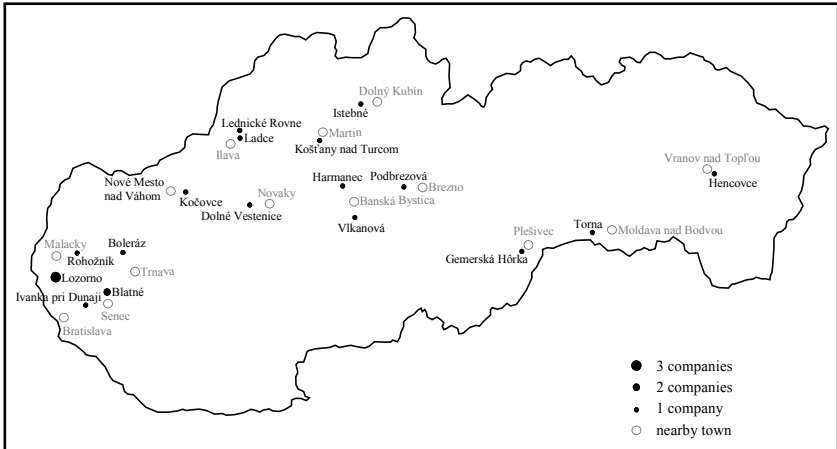 Dolný Kubín
Istebné
Lednické Rovne
Ladce
Martin
Ilava
Košťany nad Turcom
Vranov nad Topľou
Hencovce
Harmanec
Podbrezová
Brezno
Nové Mesto
nad Váhom
Kočovce
Novaky
Dolné Vestenice
Banská Bystica
Vlkanová
Torna
Moldava nad Bodvou
Plešivec
Gemerská Hôrka
Malacky
Boleráz
Rohožník
Trnava
Lozorno
Ivanka pri Dunaji
Blatné
Senec
Bratislava
3 companies
2 companies
1 company
nearby town